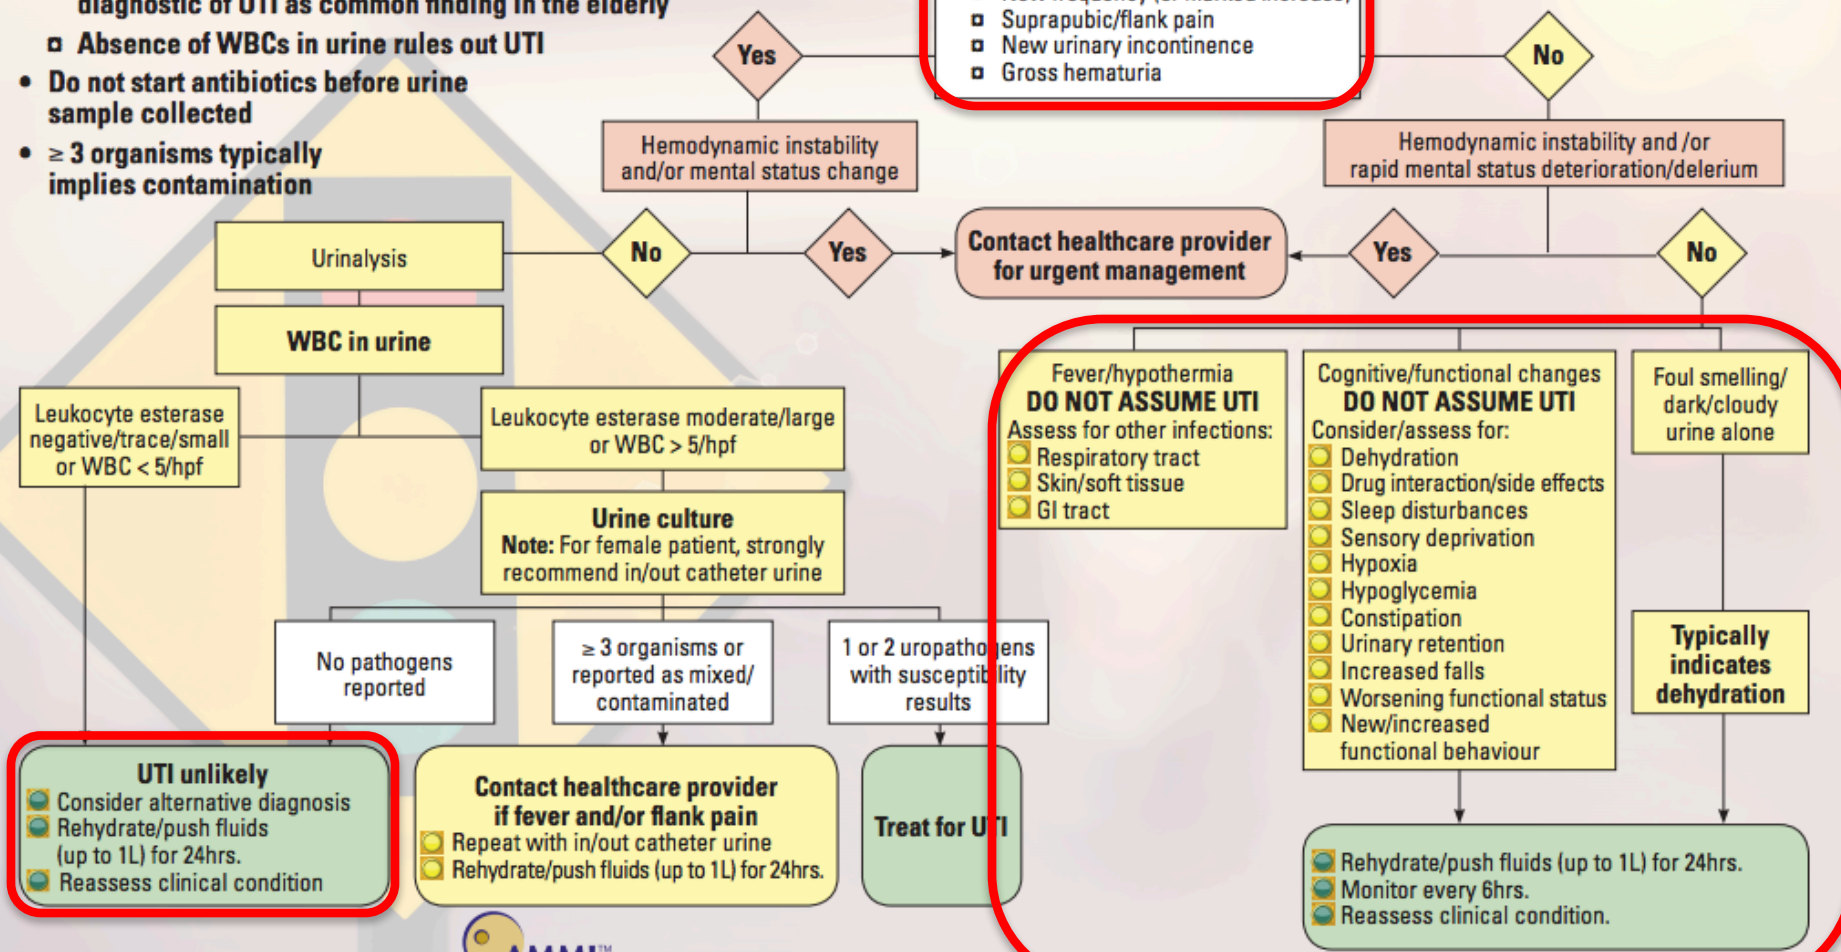 diagnostic of UTI as common finding in the elderly
Absence of WBCs in urine rules out UTI
Do not start antibiotics before urine
sample collected
≥ 3 organisms typically
implies contamination
Suprapubic/flank pain
New urinary incontinence
Gross hematuria
Yes
No
Hemodynamic instability
and/or mental status change
Hemodynamic instability and /or
rapid mental status deterioration/delerium
No
Yes
Contact healthcare provider
for urgent management
Yes
No
Urinalysis
WBC in urine
Leukocyte esterase
negative/trace/small
or WBC < 5/hpf
Leukocyte esterase moderate/large
or WBC > 5/hpf
Urine culture
Note: For female patient, strongly
recommend in/out catheter urine
No pathogens
reported
≥ 3 organisms or
reported as mixed/
contaminated
1 or 2 uropathogens
with susceptibility
results
UTI unlikely
Consider alternative diagnosis
Rehydrate/push fluids
(up to 1L) for 24hrs.
Reassess clinical condition
Contact healthcare provider
if fever and/or flank pain
Repeat with in/out catheter urine
Rehydrate/push fluids (up to 1L) for 24hrs.
Treat for UTI
Fever/hypothermia
DO NOT ASSUME UTI
Assess for other infections:
Respiratory tract
Skin/soft tissue
GI tract
Cognitive/functional changes
DO NOT ASSUME UTI
Consider/assess for:
Dehydration
Drug interaction/side effects
Sleep disturbances
Sensory deprivation
Hypoxia
Hypoglycemia
Constipation
Urinary retention
Increased falls
Worsening functional status
New/increased
functional behaviour
Foul smelling/
dark/cloudy
urine alone
Typically
indicates
dehydration
Rehydrate/push fluids (up to 1L) for 24hrs.
Monitor every 6hrs.
Reassess clinical condition.